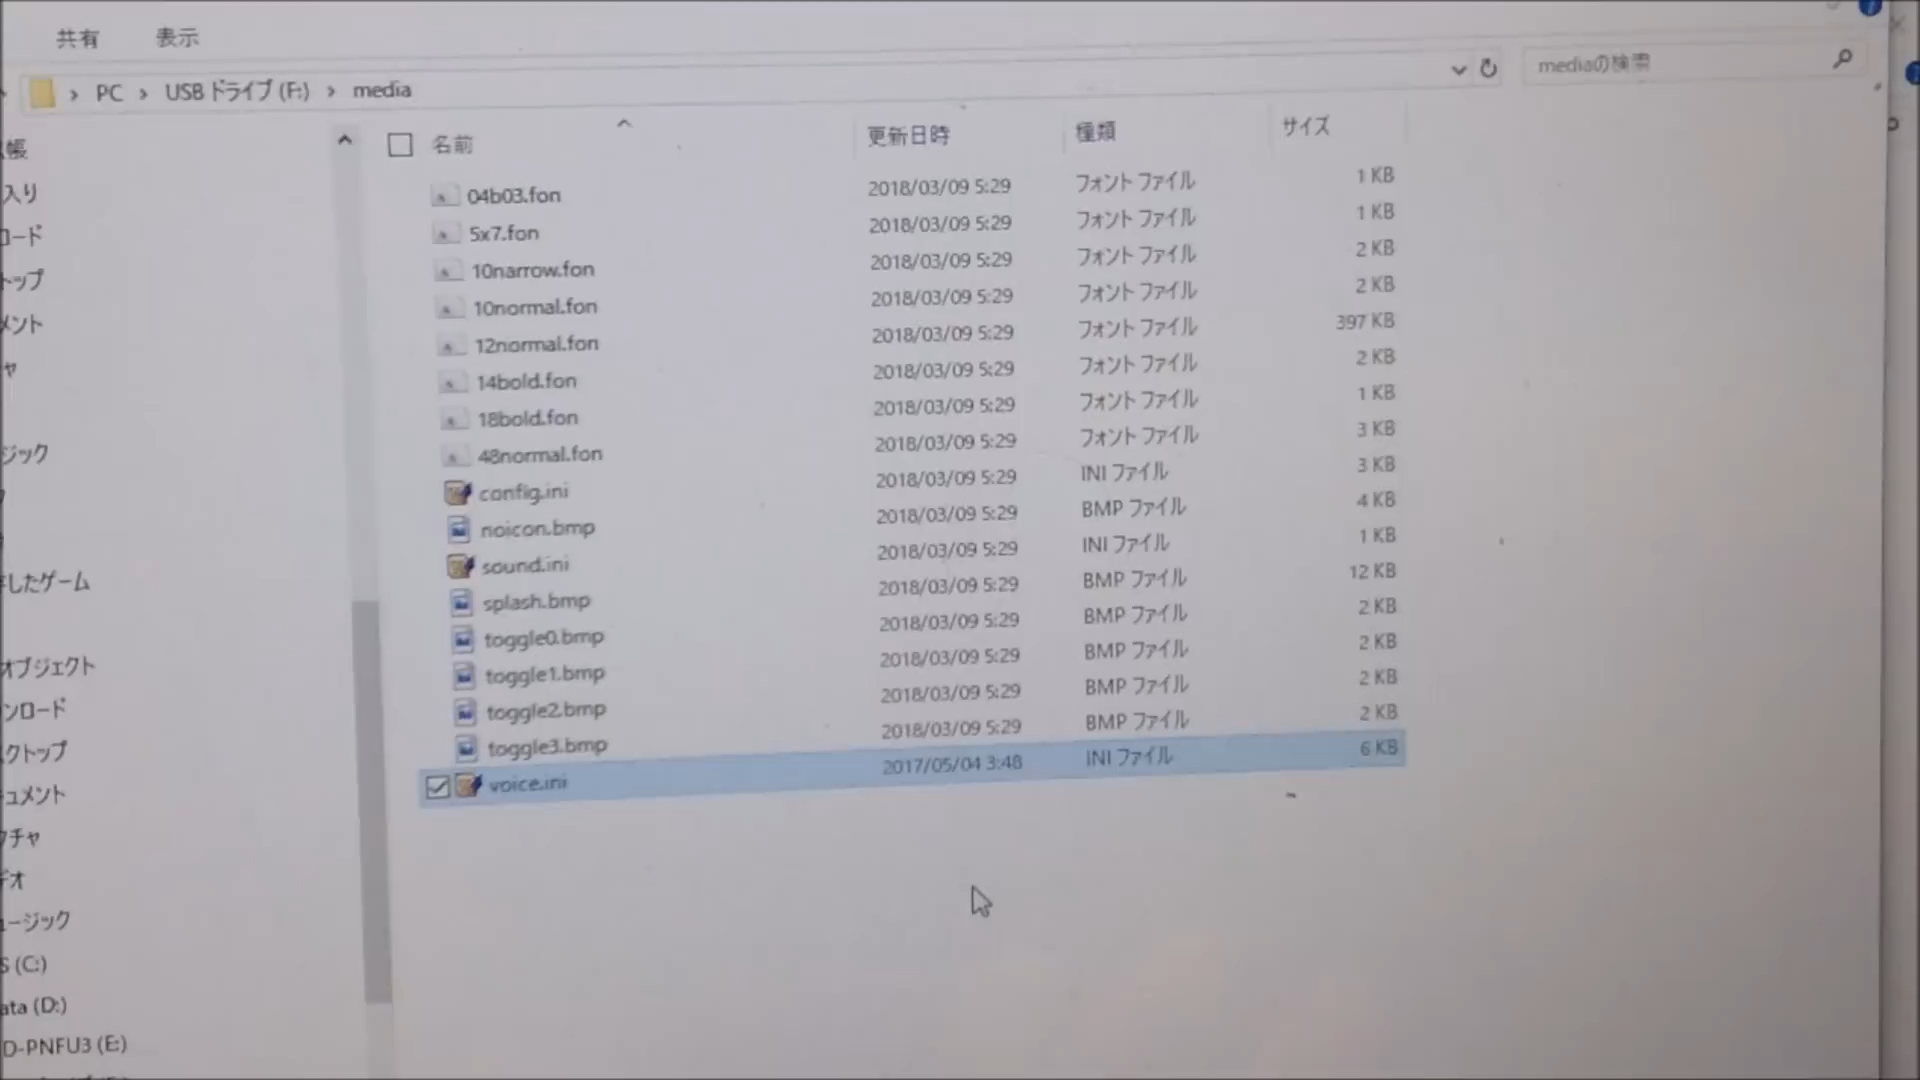 共有 表示
PC › USB ドライブ (F:) › media
mediaの検索
名前 更新日時 種類 サイズ
04b03.fon 2018/03/09 5:29 フォント ファイル 1 KB
5x7.fon 2018/03/09 5:29 フォント ファイル 1 KB
10narrow.fon 2018/03/09 5:29 フォント ファイル 2 KB
10normal.fon 2018/03/09 5:29 フォント ファイル 2 KB
12normal.fon 2018/03/09 5:29 フォント ファイル 397 KB
14bold.fon 2018/03/09 5:29 フォント ファイル 2 KB
18bold.fon 2018/03/09 5:29 フォント ファイル 1 KB
48normal.fon 2018/03/09 5:29 フォント ファイル 3 KB
config.ini 2018/03/09 5:29 INI ファイル 3 KB
noicon.bmp 2018/03/09 5:29 BMP ファイル 4 KB
sound.ini 2018/03/09 5:29 INI ファイル 1 KB
splash.bmp 2018/03/09 5:29 BMP ファイル 12 KB
toggle0.bmp 2018/03/09 5:29 BMP ファイル 2 KB
toggle1.bmp 2018/03/09 5:29 BMP ファイル 2 KB
toggle2.bmp 2018/03/09 5:29 BMP ファイル 2 KB
toggle3.bmp 2018/03/09 5:29 BMP ファイル 2 KB
voice.ini 2017/05/04 3:48 INI ファイル 6 KB
帳
入り
ロード
トップ
メント
ャ
ジック
したゲーム
オブジェクト
ンロード
クトップ
ュメント
クチャ
デオ
ュージック
S (C:)
ata (D:)
D-PNFU3 (E:)